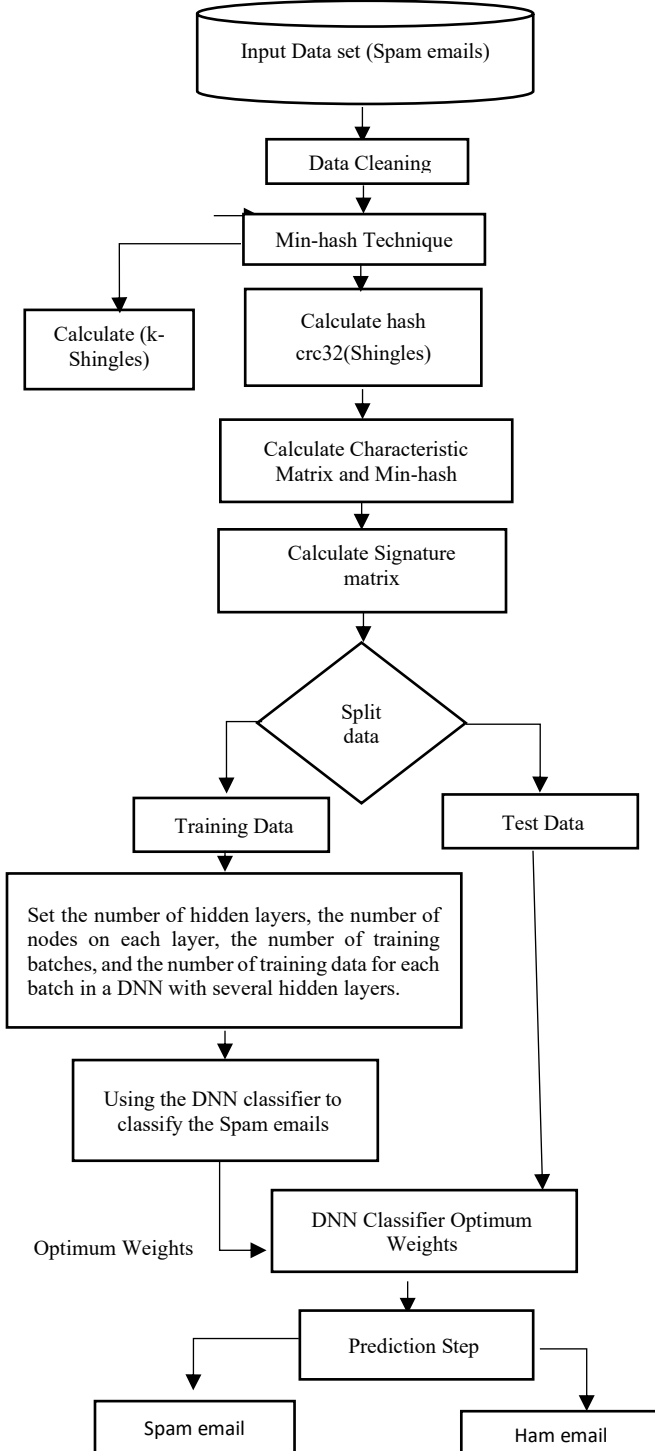 Input Data set (Spam emails)
Data Cleaning
Min-hash Technique
Calculate (k-
Shingles)
Calculate hash
crc32(Shingles)
Calculate Characteristic
Matrix and Min-hash
Calculate Signature
matrix
Split
data
Training Data
Test Data
Set the number of hidden layers, the number of
nodes on each layer, the number of training
batches, and the number of training data for each
batch in a DNN with several hidden layers.
Using the DNN classifier to
classify the Spam emails
Optimum Weights
DNN Classifier Optimum
Weights
Prediction Step
Spam email
Ham email